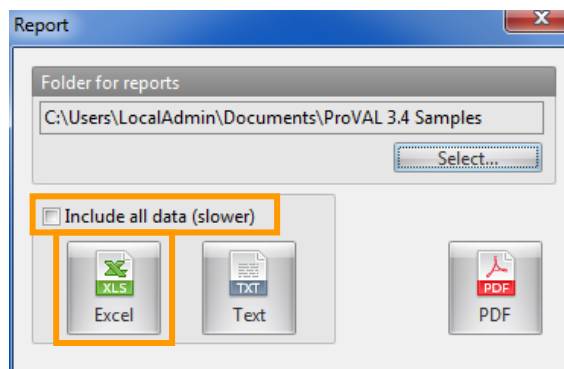 Report
Folder for reports
C:\Users\LocalAdmin\Documents\ProVAL 3.4 Samples
Select...
Include all data (slower)
XLS
TXT
PDF
Excel
Text
PDF